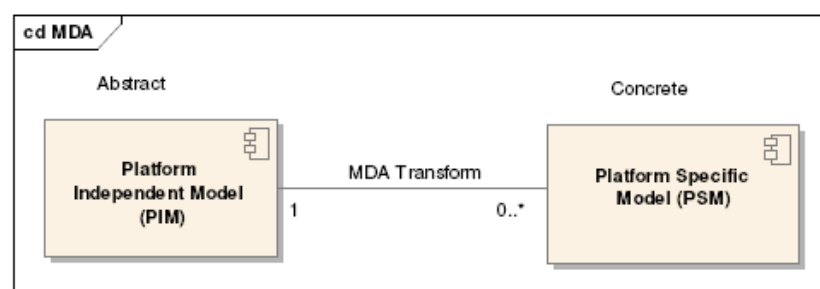 cd MDA
Abstract
Concrete
Platform
Independent Model
(PIM)
MDA Transform
1
0..*
Platform Specific
Model (PSM)